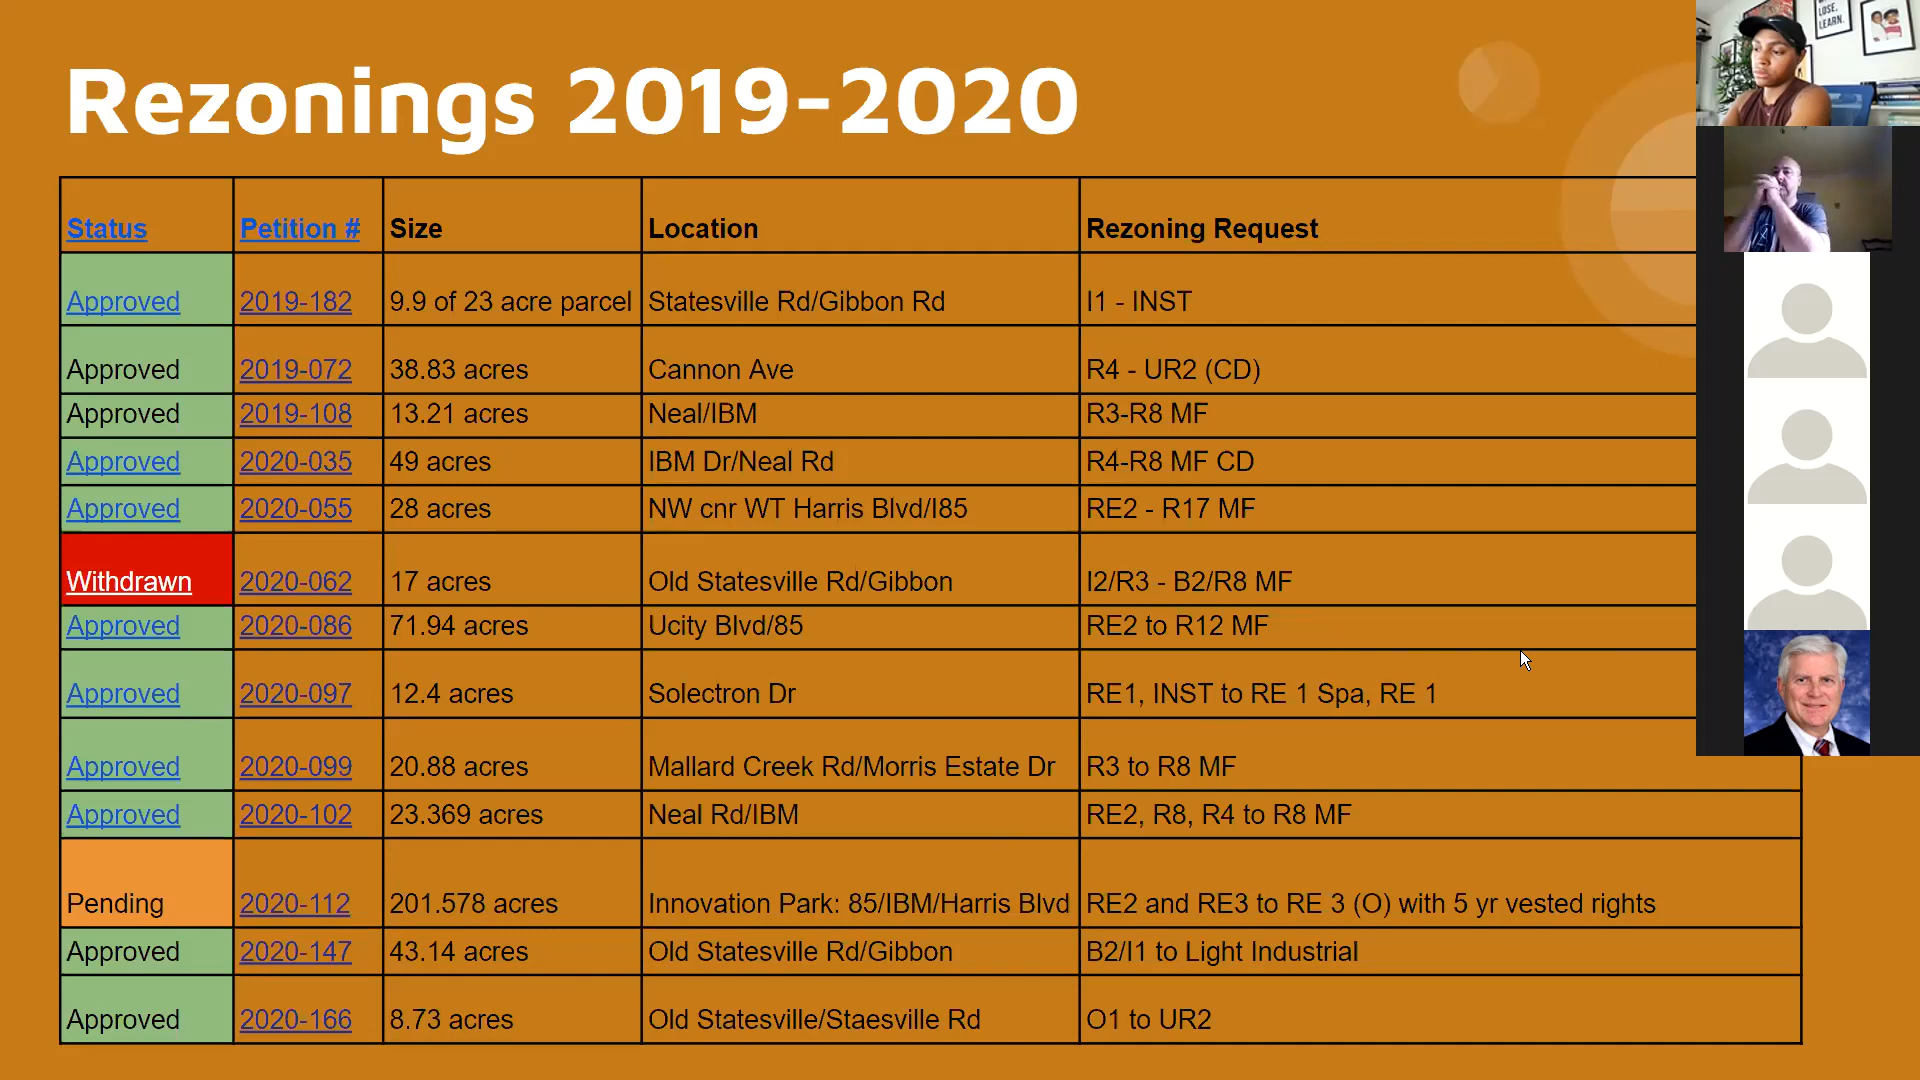 Rezonings 2019-2020
Status Petition # Size Location Rezoning Request
Approved 2019-182 9.9 of 23 acre parcel Statesville Rd/Gibbon Rd I1 - INST
Approved 2019-072 38.83 acres Cannon Ave R4 - UR2 (CD)
Approved 2019-108 13.21 acres Neal/IBM R3-R8 MF
Approved 2020-035 49 acres IBM Dr/Neal Rd R4-R8 MF CD
Approved 2020-055 28 acres NW cnr WT Harris Blvd/I85 RE2 - R17 MF
Withdrawn 2020-062 17 acres Old Statesville Rd/Gibbon I2/R3 - B2/R8 MF
Approved 2020-086 71.94 acres Ucity Blvd/85 RE2 to R12 MF
Approved 2020-097 12.4 acres Solectron Dr RE1, INST to RE 1 Spa, RE 1
Approved 2020-099 20.88 acres Mallard Creek Rd/Morris Estate Dr R3 to R8 MF
Approved 2020-102 23.369 acres Neal Rd/IBM RE2, R8, R4 to R8 MF
Pending 2020-112 201.578 acres Innovation Park: 85/IBM/Harris Blvd RE2 and RE3 to RE 3 (O) with 5 yr vested rights
Approved 2020-147 43.14 acres Old Statesville Rd/Gibbon B2/I1 to Light Industrial
Approved 2020-166 8.73 acres Old Statesville/Staesville Rd O1 to UR2
LOSE,
LEARN.